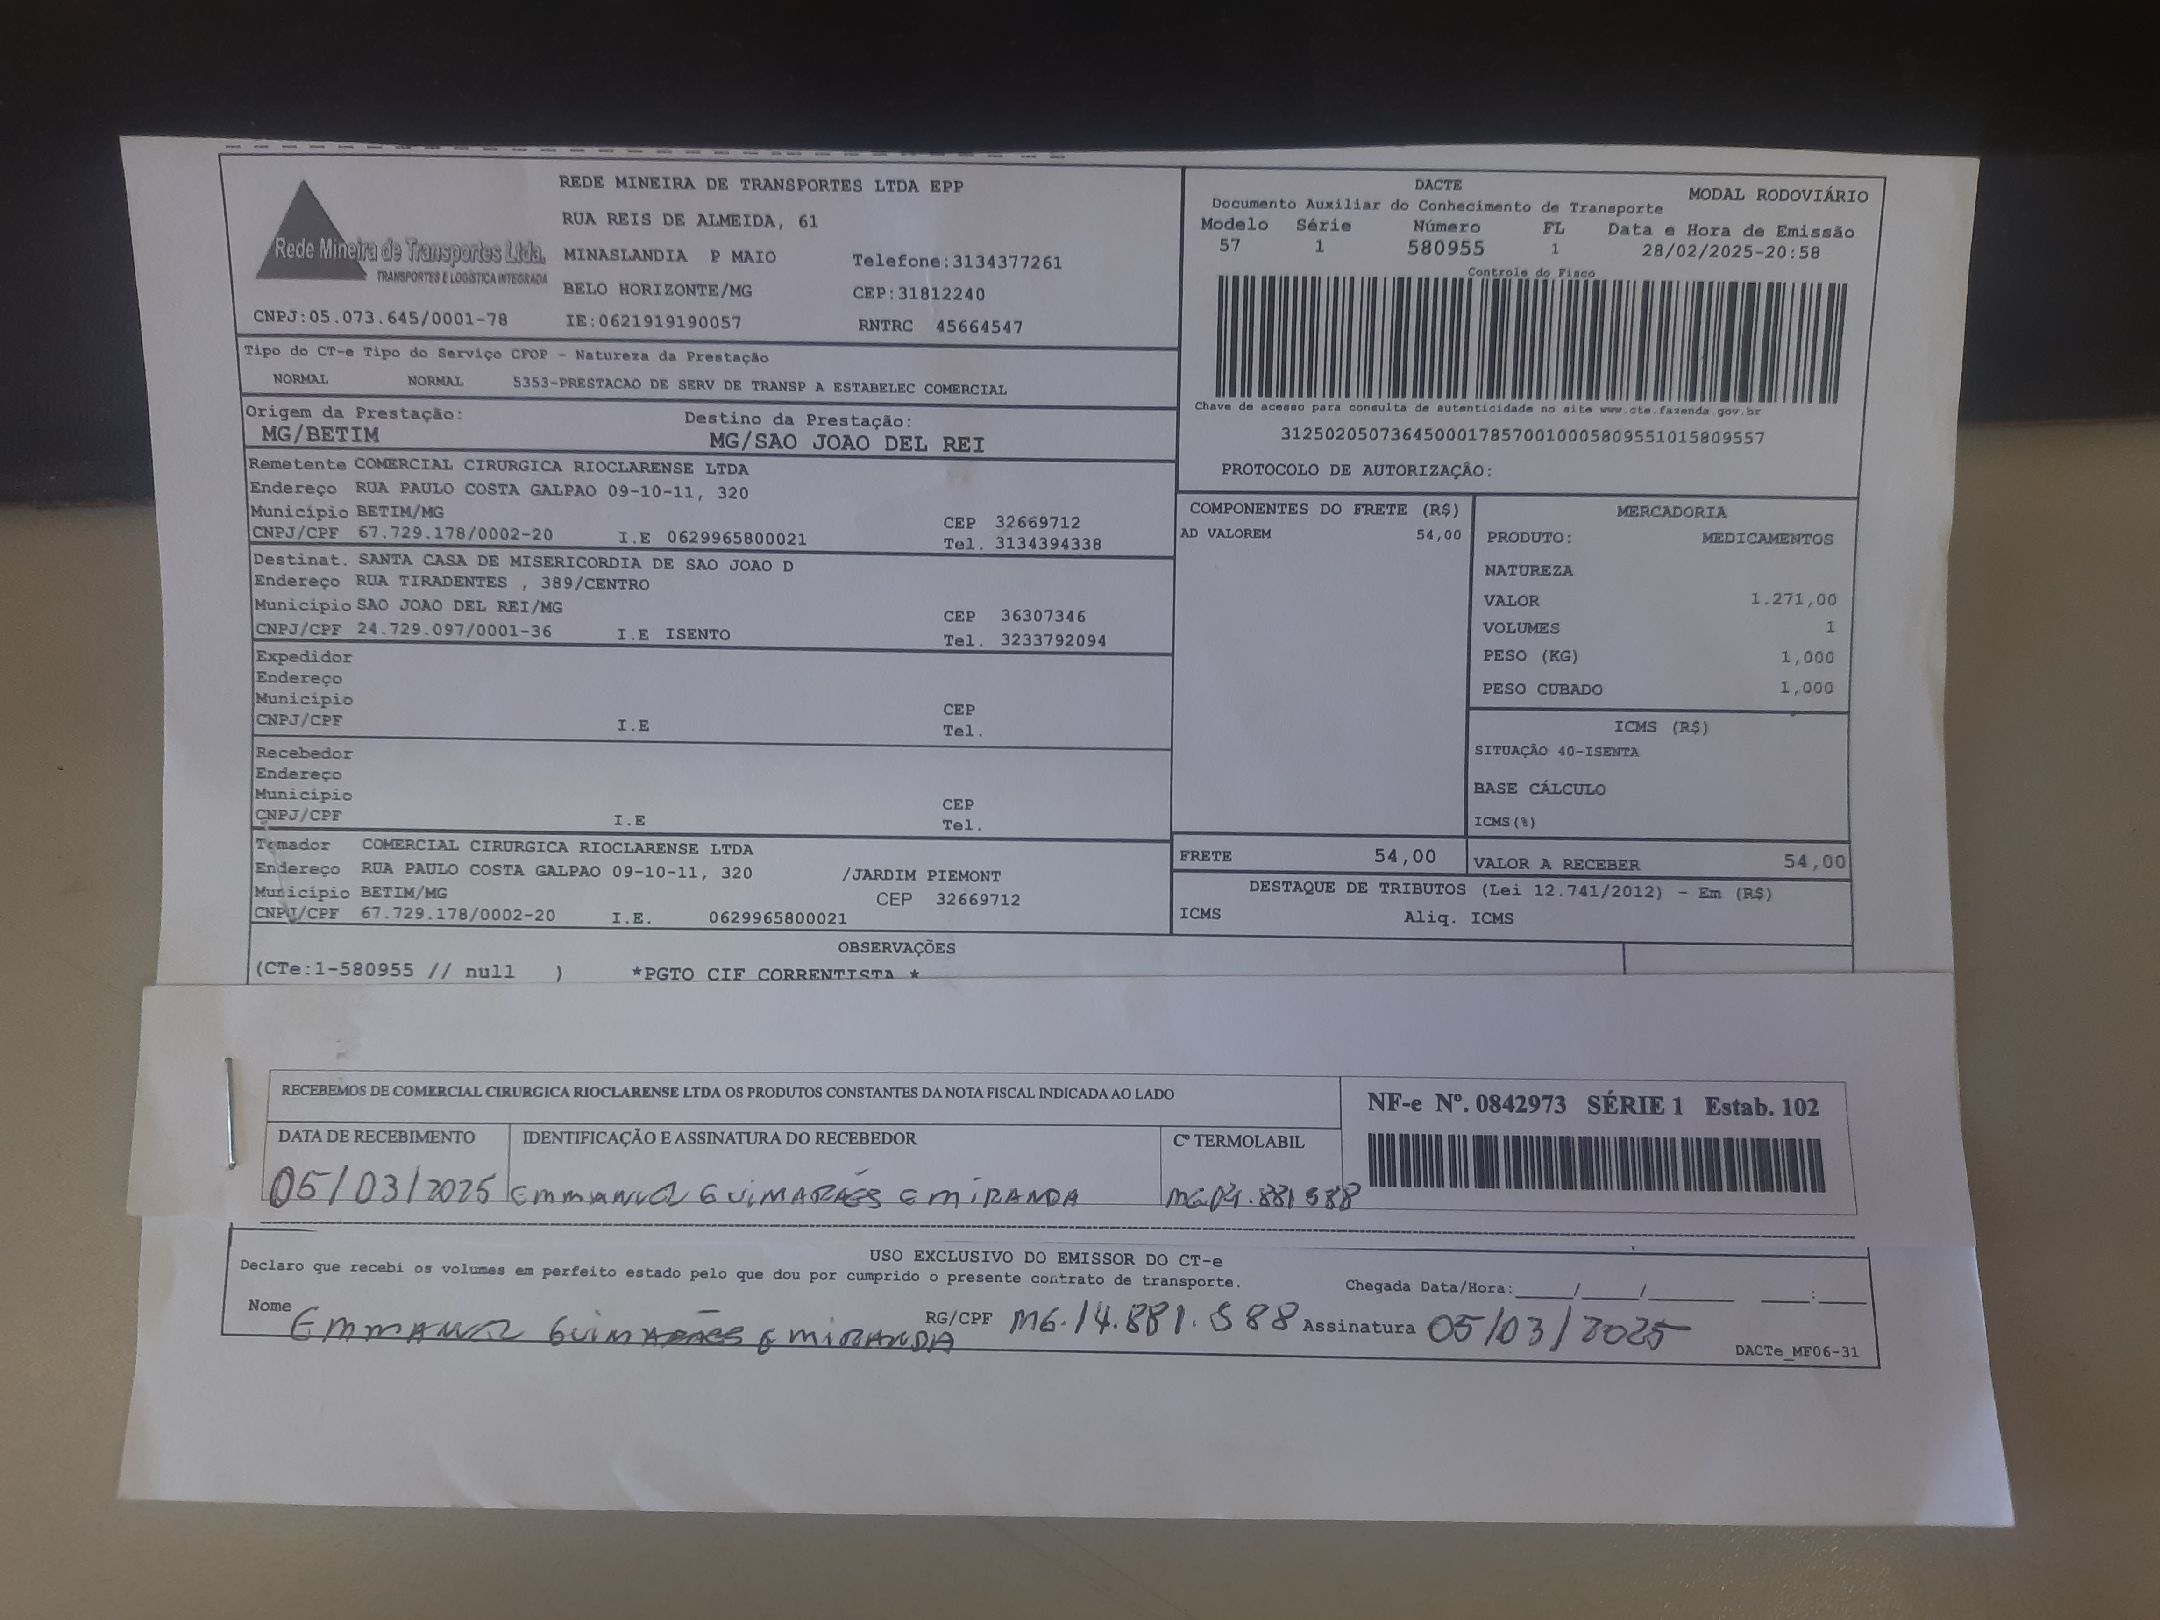 REDE MINEIRA DE TRANSPORTES LTDA EPP
RUA REIS DE ALMEIDA, 61
Rede Mineira de Transportes Ltda.
TRANSPORTES E LOGÍSTICA INTEGRADA
MINASLANDIA P MAIO Telefone:3134377261
BELO HORIZONTE/MG CEP:31812240
CNPJ:05.073.645/0001-78 IE:0621919190057 RNTRC 45664547
DACTE MODAL RODOVIÁRIO
Documento Auxiliar do Conhecimento de Transporte
Modelo Série Número FL Data e Hora de Emissão
57 1 580955 1 28/02/2025-20:58
Controle do Fisco
Chave de acesso para consulta de autenticidade no site www.cte.fazenda.gov.br
31250205073645000178570010005809551015809557
PROTOCOLO DE AUTORIZAÇÃO:
Tipo do CT-e Tipo do Serviço CFOP - Natureza da Prestação
NORMAL NORMAL 5353-PRESTACAO DE SERV DE TRANSP A ESTABELEC COMERCIAL
Origem da Prestação: Destino da Prestação:
MG/BETIM MG/SAO JOAO DEL REI
Remetente COMERCIAL CIRURGICA RIOCLARENSE LTDA
Endereço RUA PAULO COSTA GALPAO 09-10-11, 320
Município BETIM/MG CEP 32669712
CNPJ/CPF 67.729.178/0002-20 I.E 0629965800021 Tel. 3134394338
Destinat. SANTA CASA DE MISERICORDIA DE SAO JOAO D
Endereço RUA TIRADENTES , 389/CENTRO
Município SAO JOAO DEL REI/MG CEP 36307346
CNPJ/CPF 24.729.097/0001-36 I.E ISENTO Tel. 3233792094
Expedidor
Endereço
Município CEP
CNPJ/CPF I.E Tel.
Recebedor
Endereço
Município CEP
CNPJ/CPF I.E Tel.
Tomador COMERCIAL CIRURGICA RIOCLARENSE LTDA
Endereço RUA PAULO COSTA GALPAO 09-10-11, 320 /JARDIM PIEMONT
Município BETIM/MG CEP 32669712
CNPJ/CPF 67.729.178/0002-20 I.E. 0629965800021
COMPONENTES DO FRETE (R$)
AD VALOREM 54,00
MERCADORIA
PRODUTO: MEDICAMENTOS
NATUREZA
VALOR 1.271,00
VOLUMES 1
PESO (KG) 1,000
PESO CUBADO 1,000
ICMS (R$)
SITUAÇÃO 40-ISENTA
BASE CÁLCULO
ICMS(%)
FRETE 54,00 VALOR A RECEBER 54,00
DESTAQUE DE TRIBUTOS (Lei 12.741/2012) - Em (R$)
ICMS Aliq. ICMS
OBSERVAÇÕES
(CTe:1-580955 // null ) *PGTO CIF CORRENTISTA *
RECEBEMOS DE COMERCIAL CIRURGICA RIOCLARENSE LTDA OS PRODUTOS CONSTANTES DA NOTA FISCAL INDICADA AO LADO
NF-e Nº. 0842973 SÉRIE 1 Estab. 102
DATA DE RECEBIMENTO IDENTIFICAÇÃO E ASSINATURA DO RECEBEDOR Cº TERMOLABIL
05/03/2025 EMMANUEL GUIMARÃES E MIRANDA MG14.881588
USO EXCLUSIVO DO EMISSOR DO CT-e
Declaro que recebi os volumes em perfeito estado pelo que dou por cumprido o presente contrato de transporte. Chegada Data/Hora:____/____/______ ___:___
Nome EMMANUEL GUIMARÃES E MIRANDA RG/CPF MG.14.881.588 Assinatura 05/03/2025
DACTe_MF06-31